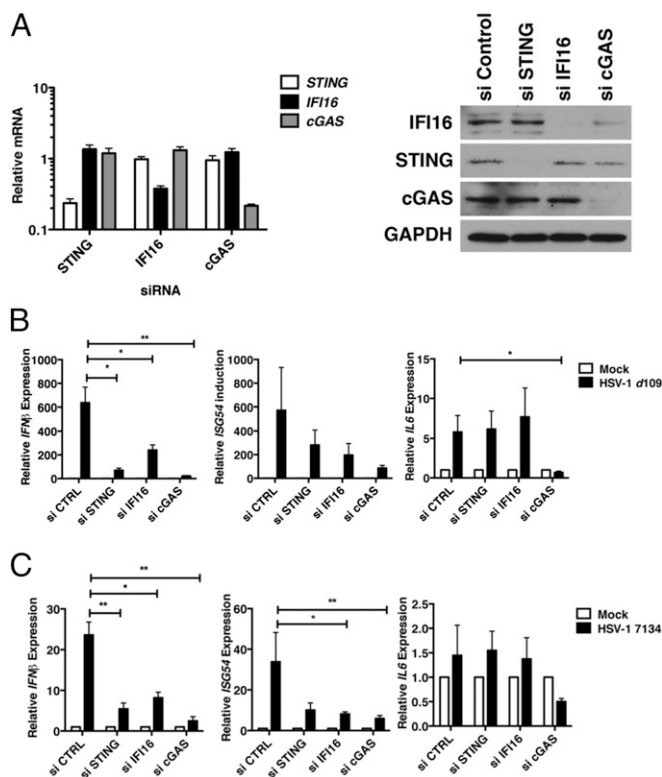 A
Relative mRNA
10
1
0.1
STING
IFI16
cGAS
siRNA
STING
IFI16
cGAS
si Control
si STING
si IFI16
si cGAS
IFI16
STING
cGAS
GAPDH
B
Relative IFNβ Expression
1000
800
600
400
200
0
**
*
*
si CTRL
si STING
si IFI16
si cGAS
Relative ISG54 induction
1000
800
600
400
200
0
si CTRL
si STING
si IFI16
si cGAS
Relative IL6 Expression
15
10
5
0
*
si CTRL
si STING
si IFI16
si cGAS
Mock
HSV-1 d109
C
Relative IFNβ Expression
30
20
10
0
**
*
**
si CTRL
si STING
si IFI16
si cGAS
Relative ISG54 Expression
60
40
20
0
**
*
si CTRL
si STING
si IFI16
si cGAS
Relative IL6 Expression
2.5
2.0
1.5
1.0
0.5
0.0
si CTRL
si STING
si IFI16
si cGAS
Mock
HSV-1 7134